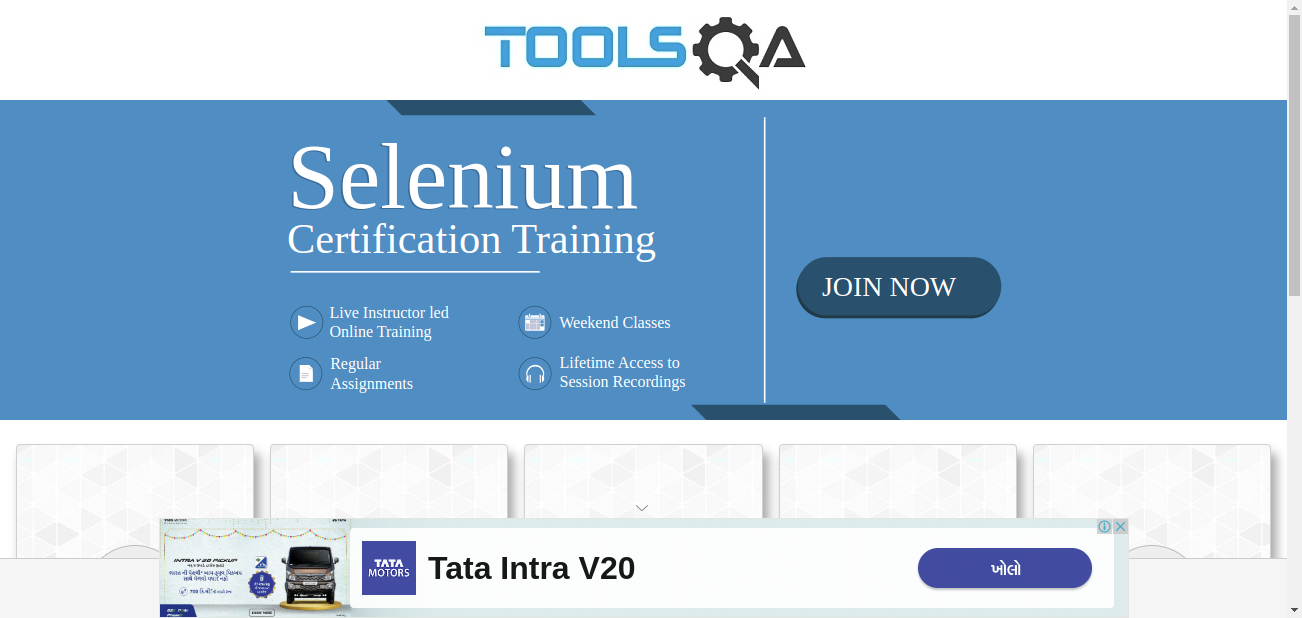 TOOLSQA
Selenium
Certification Training
Live Instructor led
Online Training
Weekend Classes
Regular
Assignments
Lifetime Access to
Session Recordings
JOIN NOW
INTRA V20 PICKUP
TATA
MOTORS
Tata Intra V20
ખોલો